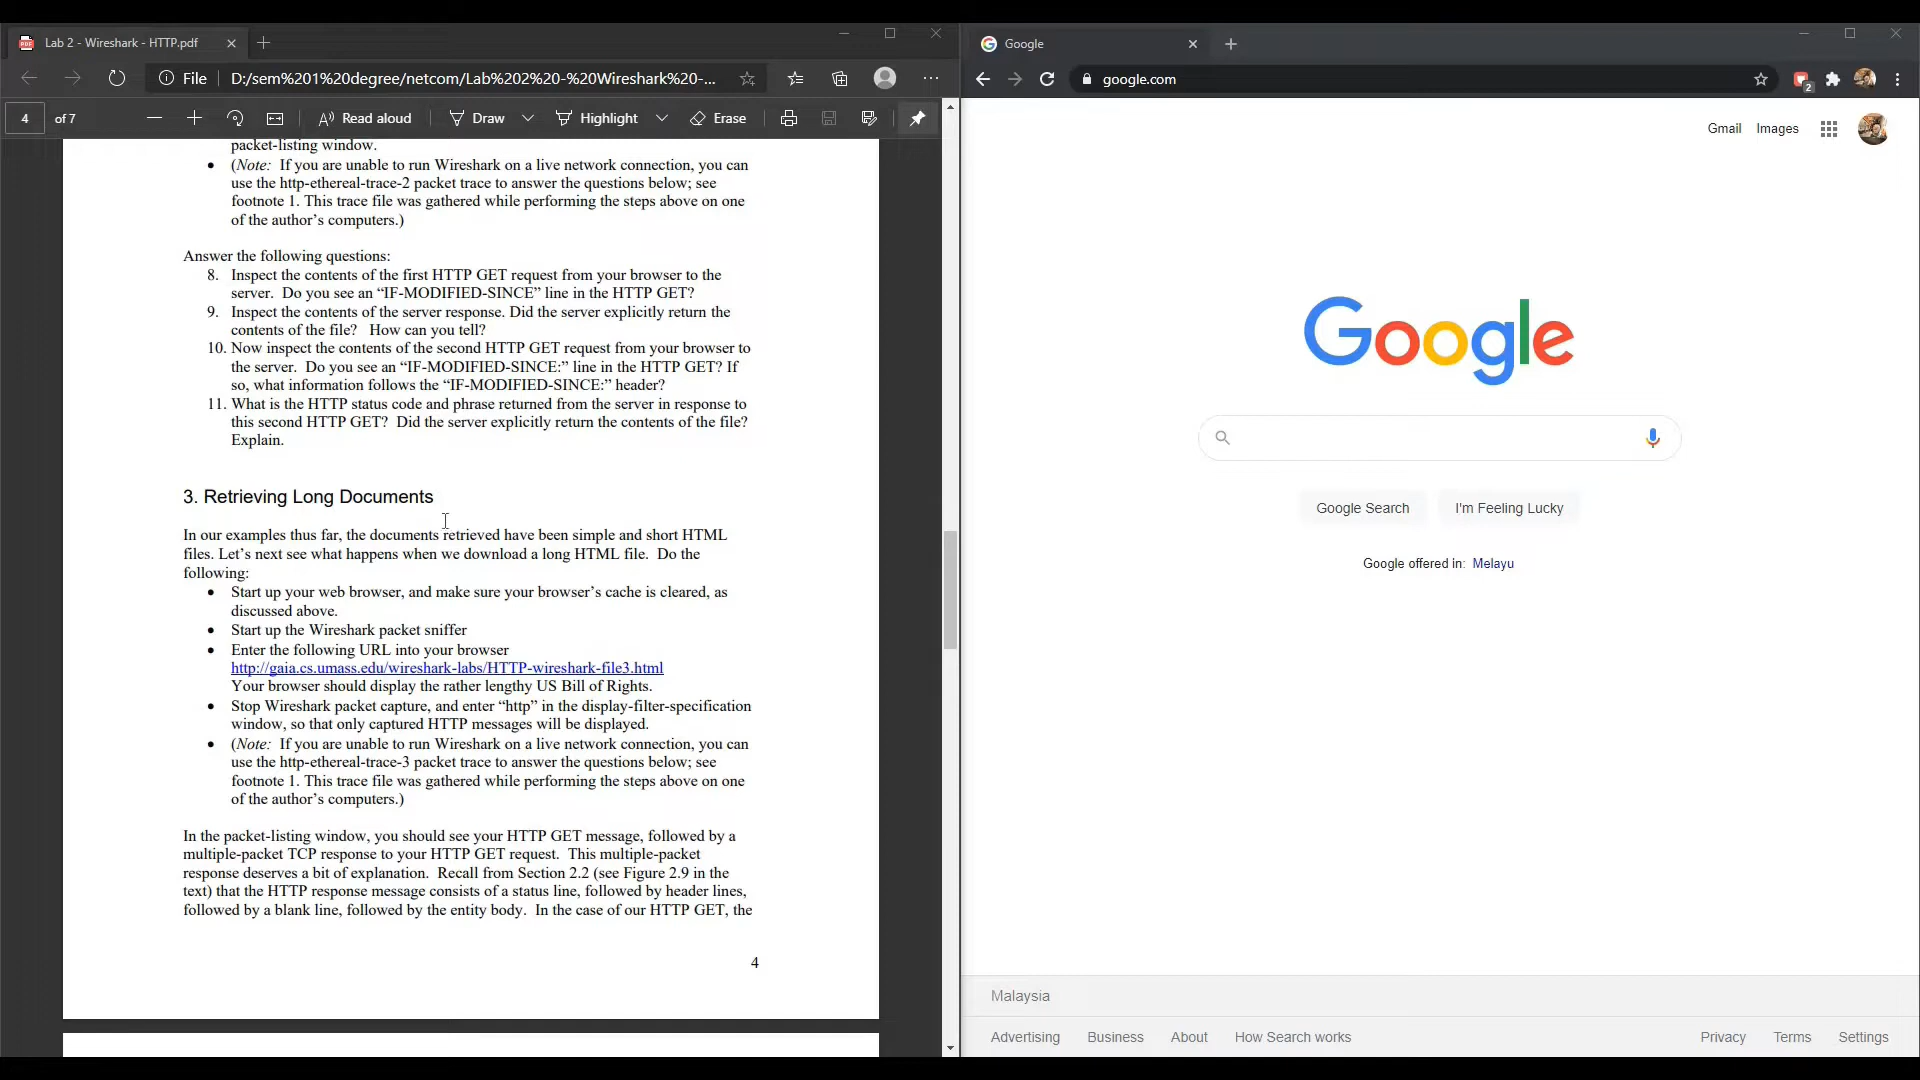 Lab 2 - Wireshark - HTTP.pdf
File
D:/sem%201%20degree/netcom/Lab%202%20-%20Wireshark%20-...
4 of 7
Read aloud
Draw
Highlight
Erase
packet-listing window.
• (Note: If you are unable to run Wireshark on a live network connection, you can
use the http-ethereal-trace-2 packet trace to answer the questions below; see
footnote 1. This trace file was gathered while performing the steps above on one
of the author’s computers.)
Answer the following questions:
8. Inspect the contents of the first HTTP GET request from your browser to the
server. Do you see an “IF-MODIFIED-SINCE” line in the HTTP GET?
9. Inspect the contents of the server response. Did the server explicitly return the
contents of the file? How can you tell?
10. Now inspect the contents of the second HTTP GET request from your browser to
the server. Do you see an “IF-MODIFIED-SINCE:” line in the HTTP GET? If
so, what information follows the “IF-MODIFIED-SINCE:” header?
11. What is the HTTP status code and phrase returned from the server in response to
this second HTTP GET? Did the server explicitly return the contents of the file?
Explain.
3. Retrieving Long Documents
In our examples thus far, the documents retrieved have been simple and short HTML
files. Let’s next see what happens when we download a long HTML file. Do the
following:
• Start up your web browser, and make sure your browser’s cache is cleared, as
discussed above.
• Start up the Wireshark packet sniffer
• Enter the following URL into your browser
http://gaia.cs.umass.edu/wireshark-labs/HTTP-wireshark-file3.html
Your browser should display the rather lengthy US Bill of Rights.
• Stop Wireshark packet capture, and enter “http” in the display-filter-specification
window, so that only captured HTTP messages will be displayed.
• (Note: If you are unable to run Wireshark on a live network connection, you can
use the http-ethereal-trace-3 packet trace to answer the questions below; see
footnote 1. This trace file was gathered while performing the steps above on one
of the author’s computers.)
In the packet-listing window, you should see your HTTP GET message, followed by a
multiple-packet TCP response to your HTTP GET request. This multiple-packet
response deserves a bit of explanation. Recall from Section 2.2 (see Figure 2.9 in the
text) that the HTTP response message consists of a status line, followed by header lines,
followed by a blank line, followed by the entity body. In the case of our HTTP GET, the
4
Google
google.com
2
Gmail Images
Google
Google Search
I'm Feeling Lucky
Google offered in: Melayu
Malaysia
Advertising Business About How Search works Privacy Terms Settings